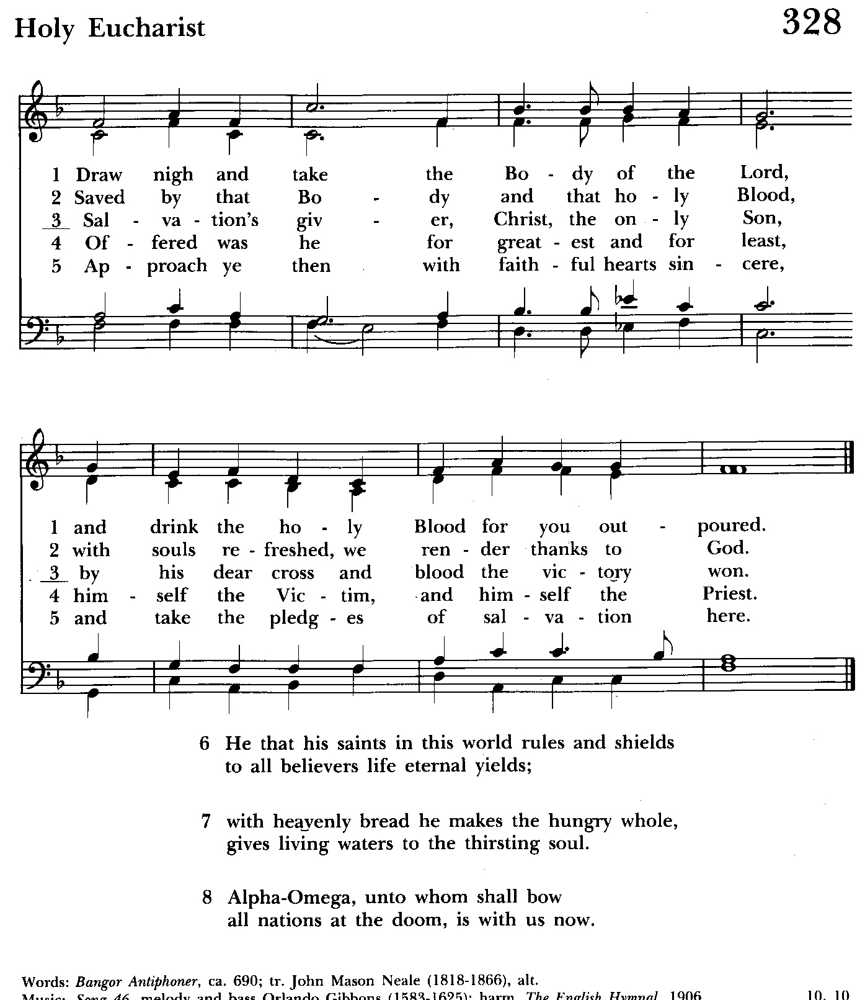 Holy Eucharist 328
1 Draw nigh and take the Bo - dy of the Lord,
2 Saved by that Bo - dy and that ho - ly Blood,
3 Sal - va - tion's giv - er, Christ, the on - ly Son,
4 Of - fered was he for great - est and for least,
5 Ap - proach ye then with faith - ful hearts sin - cere,
1 and drink the ho - ly Blood for you out - poured.
2 with souls re - freshed, we ren - der thanks to God.
3 by his dear cross and blood the vic - tory won.
4 him - self the Vic - tim, and him - self the Priest.
5 and take the pledg - es of sal - va - tion here.
6 He that his saints in this world rules and shields
to all believers life eternal yields;
7 with heavenly bread he makes the hungry whole,
gives living waters to the thirsting soul.
8 Alpha-Omega, unto whom shall bow
all nations at the doom, is with us now.
Words: Bangor Antiphoner, ca. 690; tr. John Mason Neale (1818-1866), alt.
Music: Song 46, melody and bass Orlando Gibbons (1583-1625); harm. The English Hymnal, 1906 10. 10